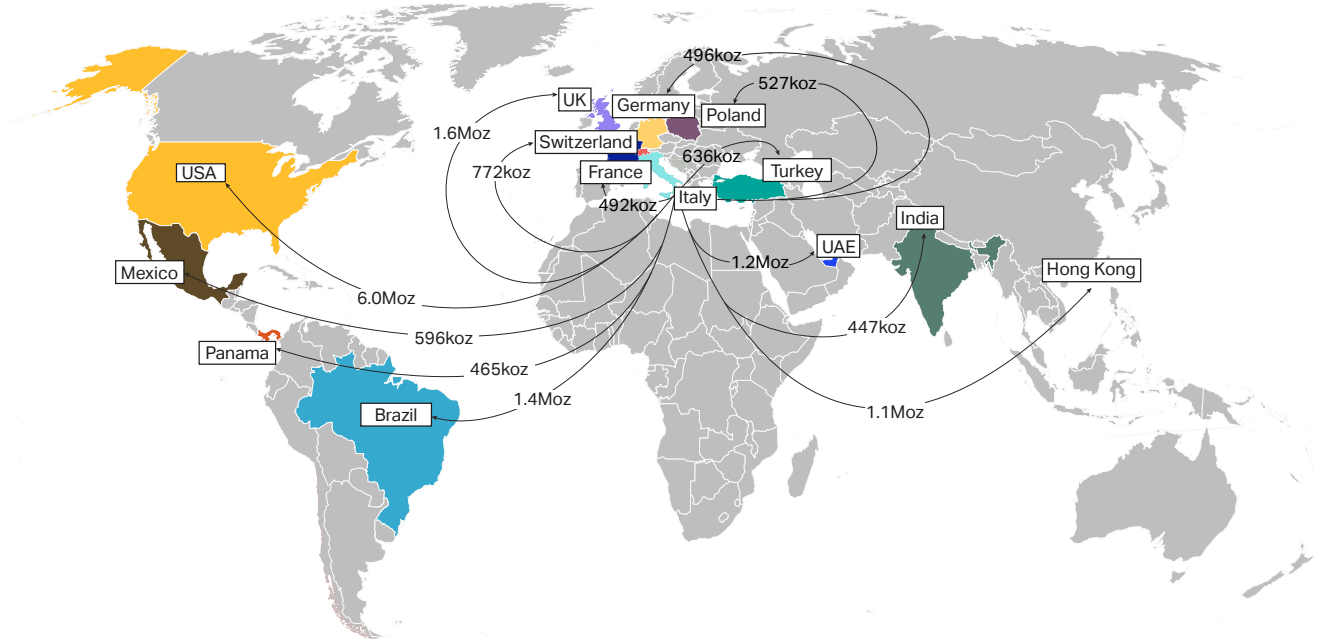 496koz
527koz
UK
Germany
Poland
1.6Moz
Switzerland
636koz
772koz
France
Turkey
USA
492koz
Italy
India
UAE
1.2Moz
Mexico
Hong Kong
6.0Moz
447koz
596koz
Panama
465koz
1.4Moz
Brazil
1.1Moz